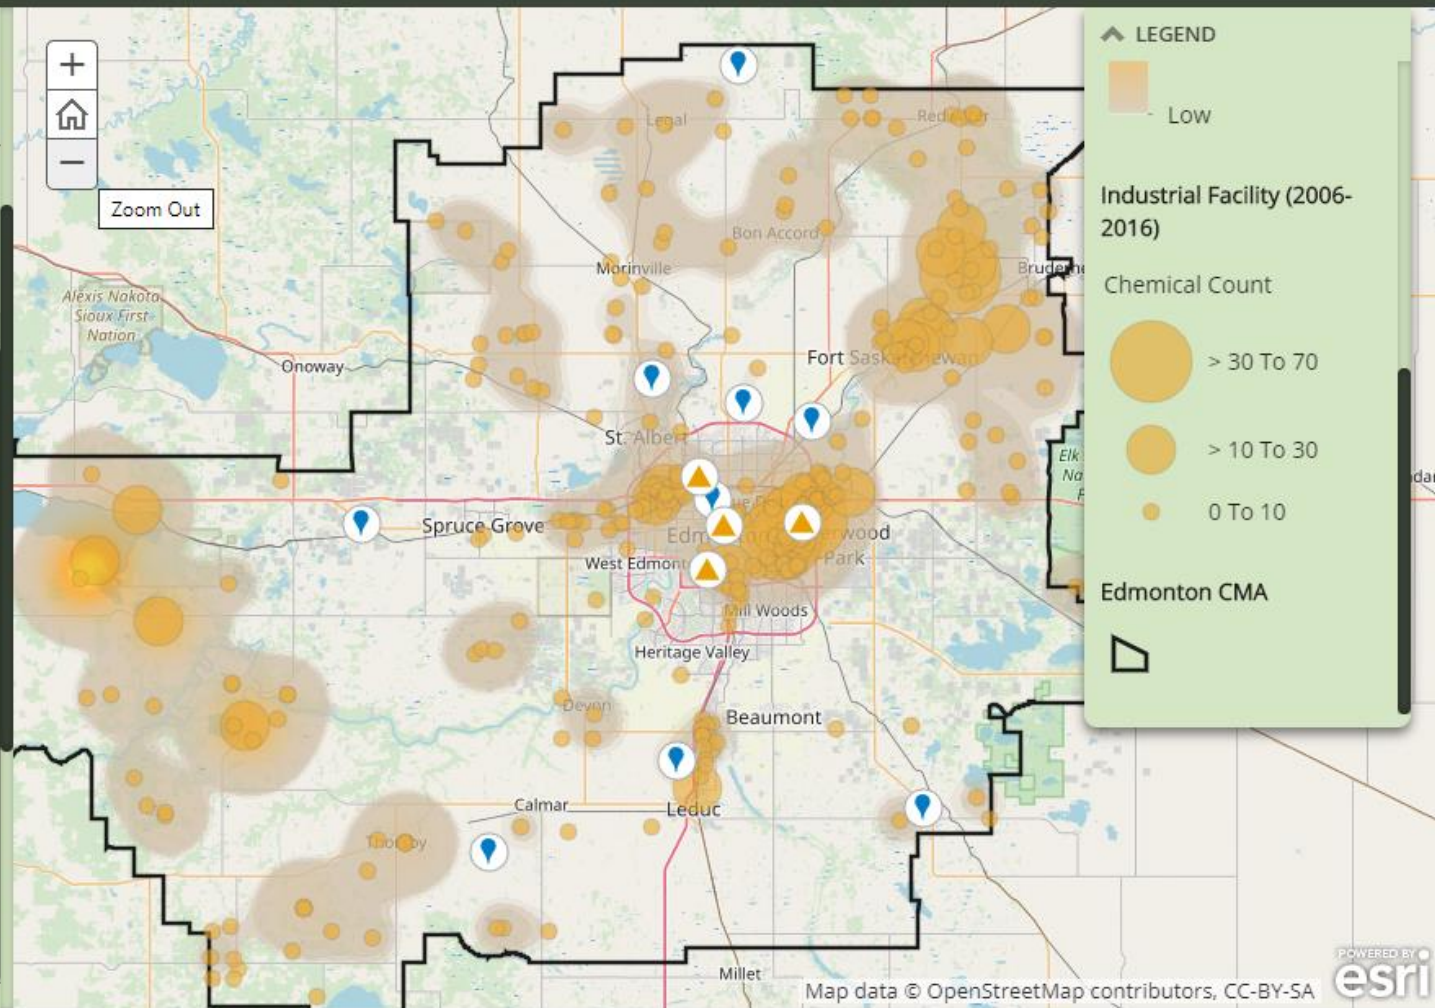 LEGEND
Low
Industrial Facility (2006-
2016)
Chemical Count
> 30 To 70
> 10 To 30
0 To 10
Edmonton CMA
+
−
Zoom Out
Legal
Bon Accord
Morinville
Alexis Nakota
Sioux First
Nation
Onoway
Fort Saskatchewan
St. Albert
Elk
Spruce Grove
Park
West Edmont
Mill Woods
Heritage Valley
Devon
Beaumont
Calmar
Leduc
Thorsby
Millet
POWERED BY
esri
Map data © OpenStreetMap contributors, CC-BY-SA